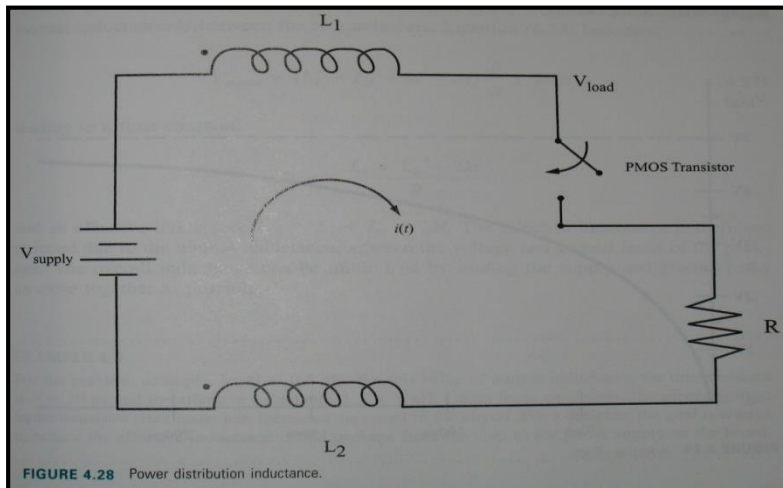 L1
Vload
PMOS Transistor
i(t)
Vsupply
R
L2
FIGURE 4.28 Power distribution inductance.